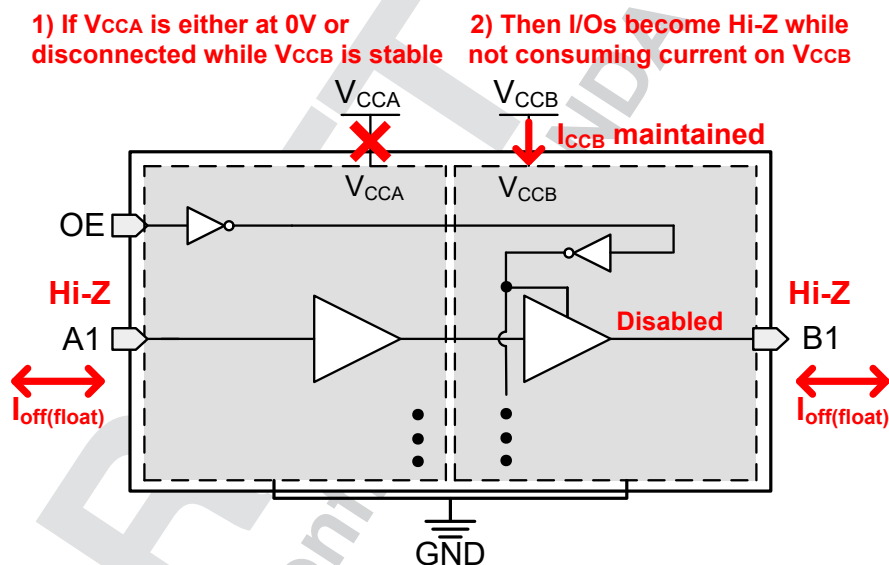 1) If VCCA is either at 0V or
disconnected while VCCB is stable
2) Then I/Os become Hi-Z while
not consuming current on VCCB
VCCA
VCCB
ICCB maintained
VCCA
VCCB
OE
Hi-Z
Hi-Z
A1
Disabled
B1
Ioff(float)
Ioff(float)
GND
NDA